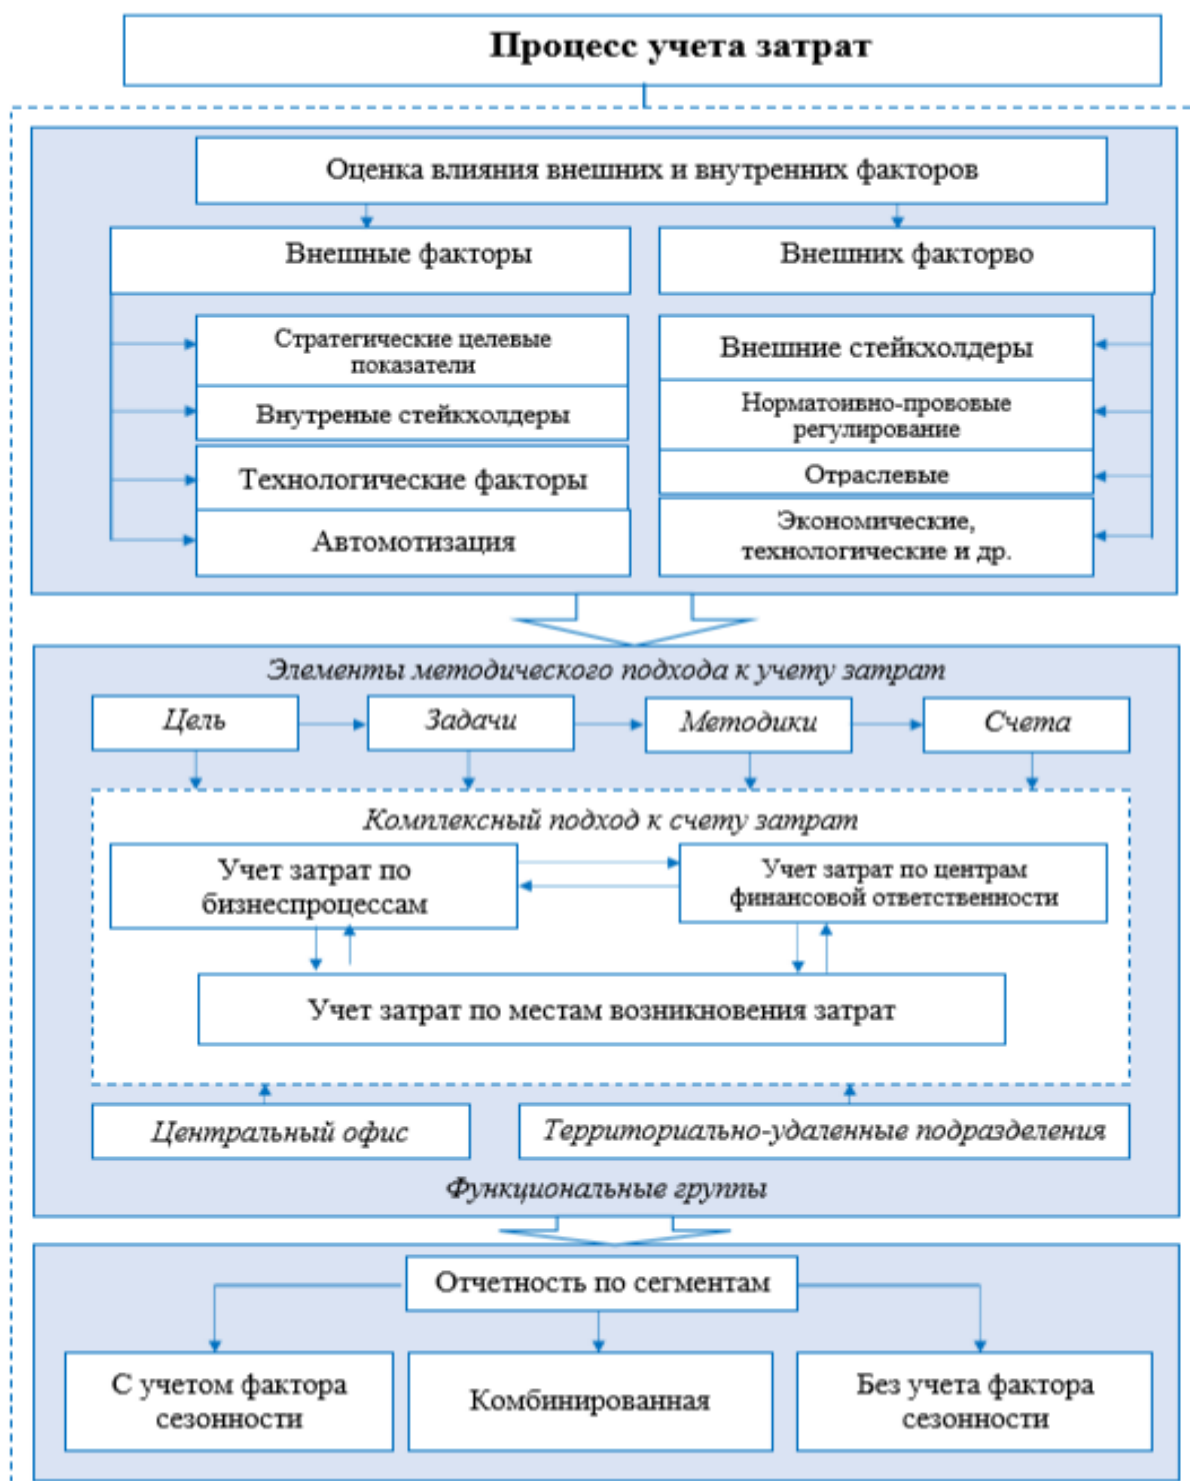 Процесс учета затрат
Оценка влияния внешних и внутренних факторов
Внешные факторы
Внешних факторво
Стратегические целевые
показатели
Внутреные стейкхолдеры
Технологические факторы
Автомотизация
Внешние стейкхолдеры
Норматоивно-прововые
регулирование
Отраслевые
Экономические,
технологические и др.
Элементы методического подхода к учету затрат
Цель
Задачи
Методики
Счета
Комплексный подход к счету затрат
Учет затрат по
бизнеспроцессам
Учет затрат по центрам
финансовой ответственности
Учет затрат по местам возникновения затрат
Центральный офис
Территориально-удаленные подразделения
Функциональные группы
Отчетность по сегментам
С учетом фактора
сезонности
Комбинированная
Без учета фактора
сезонности